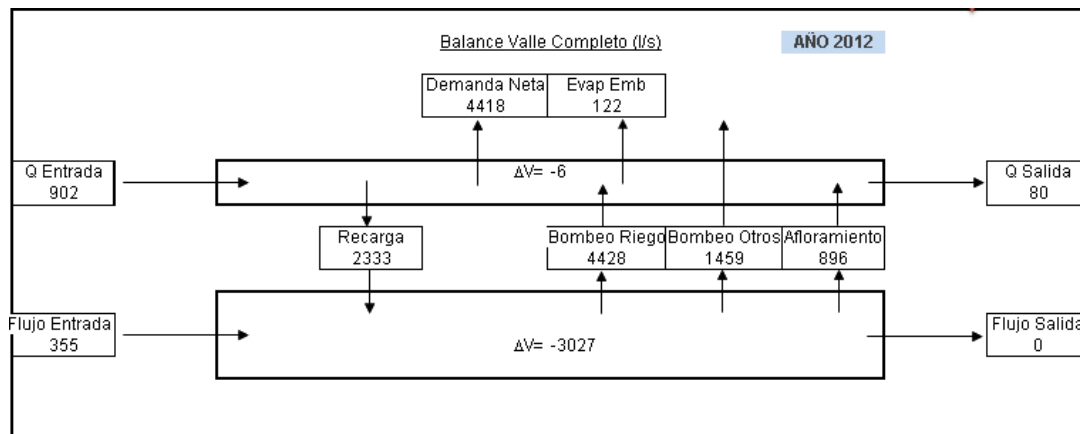 Balance Valle Completo (l/s)
AÑO 2012
Demanda Neta
4418
Evap Emb
122
Q Entrada
902
ΔV= -6
Q Salida
80
Recarga
2333
Bombeo Riego
4428
Bombeo Otros
1459
Afloramiento
896
Flujo Entrada
355
ΔV= -3027
Flujo Salida
0